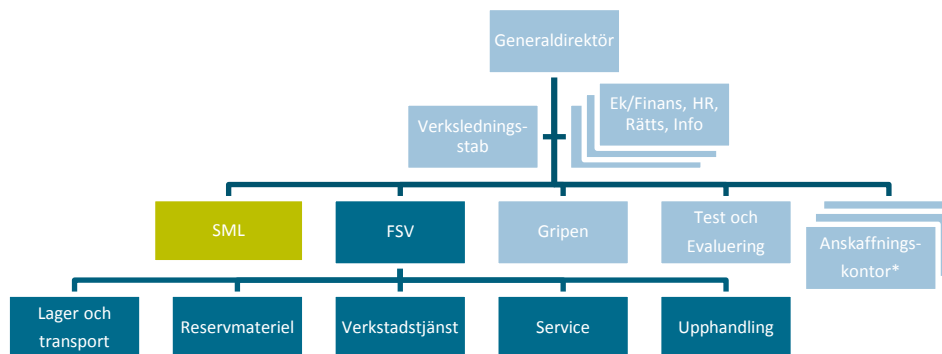 Generaldirektör
Ek/Finans, HR,
Rätts, Info
Verkslednings-
stab
SML
FSV
Gripen
Test och
Evaluering
Anskaffnings-
kontor*
Lager och
transport
Reservmateriel
Verkstadstjänst
Service
Upphandling